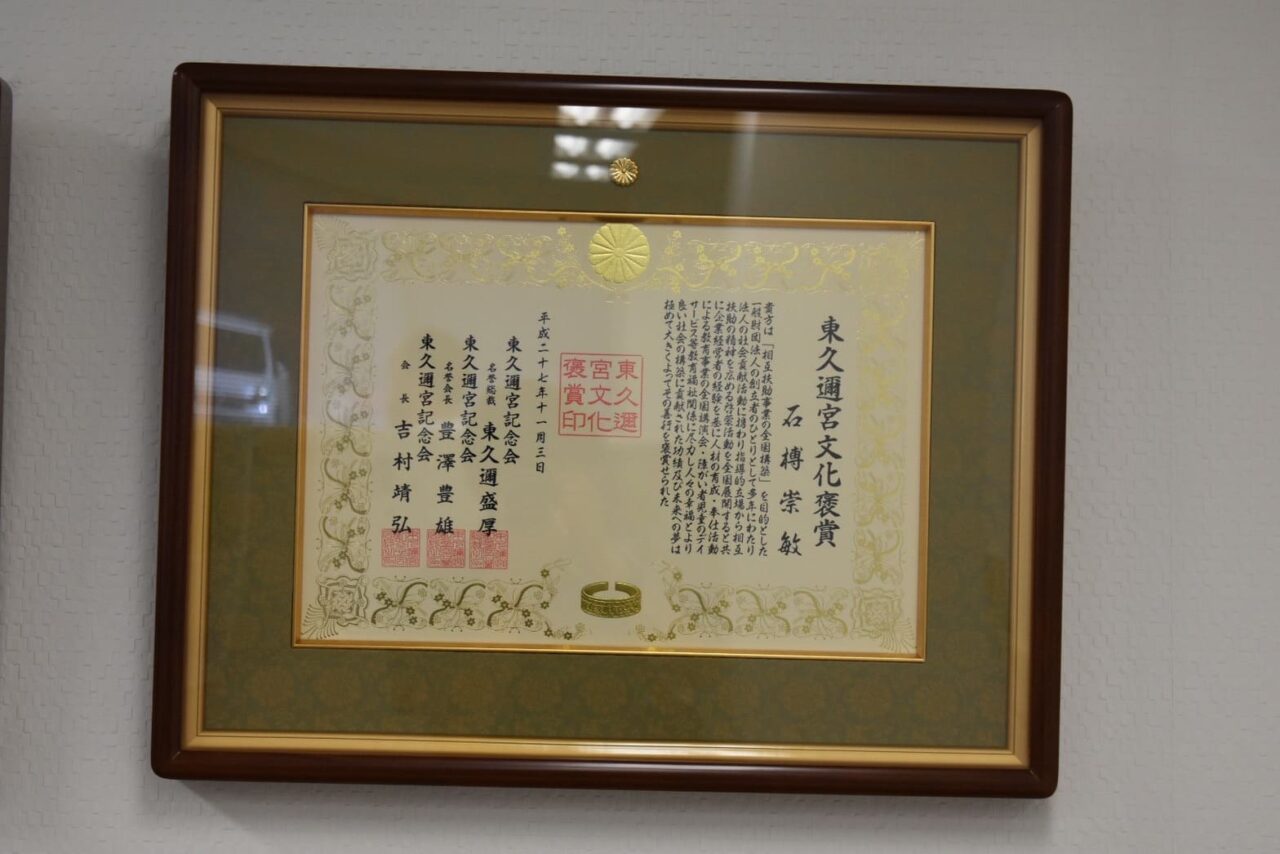 東久邇宮文化褒賞
石榑崇敏
貴方は「相互扶助事業の全国構築」を目的とした
一般財団法人の創立者のひとりとして多年にわたり
法人の社会貢献活動に携わり指導的立場から相互
扶助の精神を広める啓蒙活動を全国展開すると共
に企業経営者の経験を基に人材の育成・奉仕活動
による教育事業の全国講演会・障がい者児童のデイ
サービス等教育福祉関係に尽力し人々の幸福とより
良い社会の構築に貢献された功績及び未来への夢は
極めて大きくよってその善行を褒賞せられた
東久邇
宮文化
褒賞印
平成二十七年十一月三日
東久邇宮記念会
名誉総裁 東久邇盛厚
東久邇宮記念会
名誉会長 豊澤豊雄
東久邇宮記念会
会長 吉村靖弘